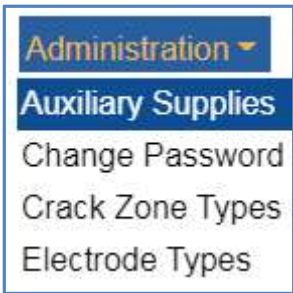 Administration
Auxiliary Supplies
Change Password
Crack Zone Types
Electrode Types